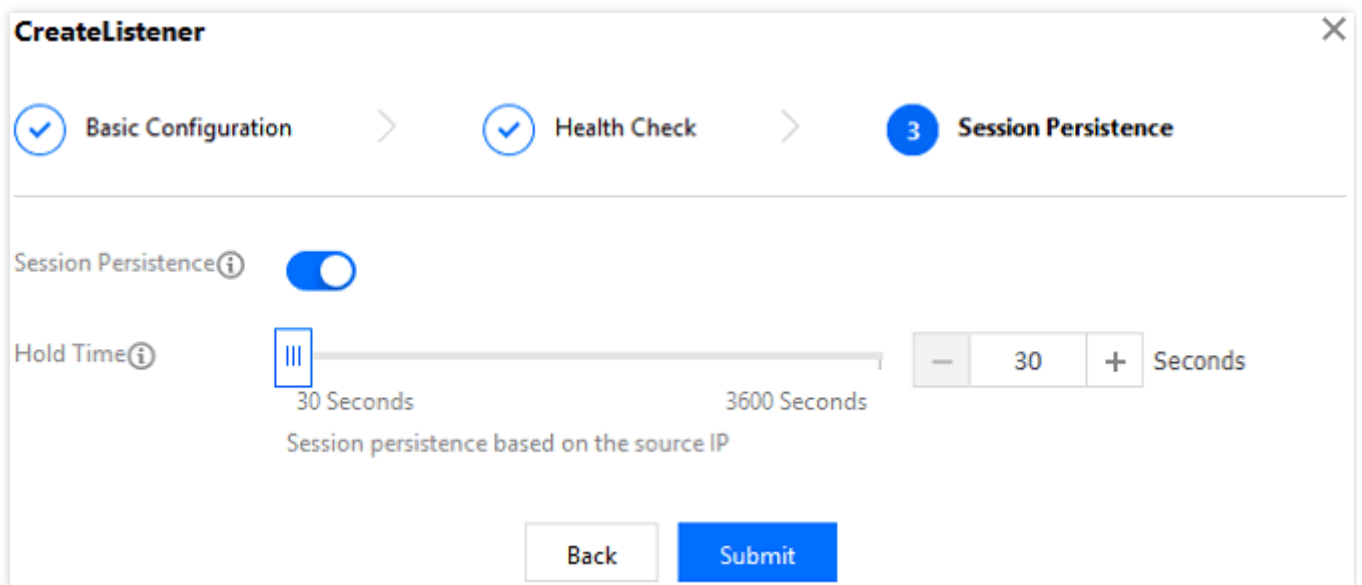 CreateListener
Basic Configuration
Health Check
3 Session Persistence
Session Persistence
Hold Time
30 Seconds
30 Seconds 3600 Seconds
Session persistence based on the source IP
Back Submit